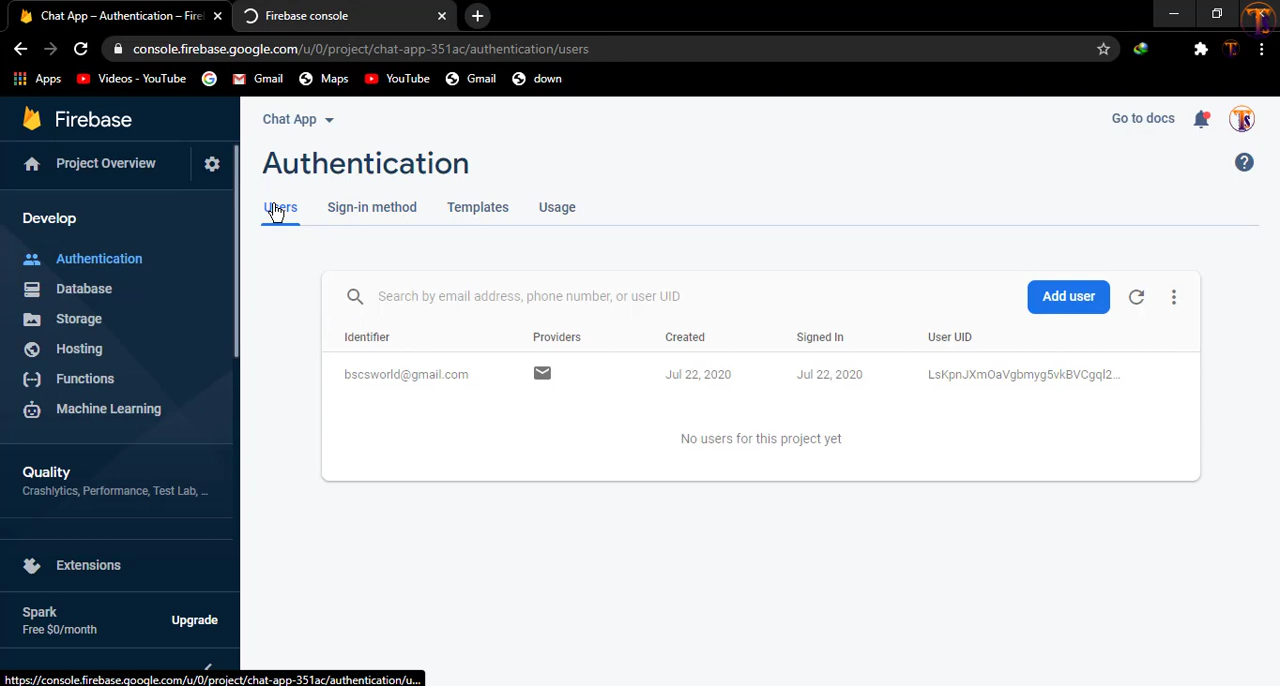 Chat App – Authentication – Fire
Firebase console
console.firebase.google.com/u/0/project/chat-app-351ac/authentication/users
Apps
Videos - YouTube
Gmail
Maps
YouTube
Gmail
down
Firebase
Chat App
Go to docs
Project Overview
Authentication
Users
Sign-in method
Templates
Usage
Develop
Authentication
Database
Storage
Hosting
Functions
Machine Learning
Search by email address, phone number, or user UID
Add user
Identifier
Providers
Created
Signed In
User UID
bscsworld@gmail.com
Jul 22, 2020
Jul 22, 2020
LsKpnJXmOaVgbmyg5vkBVCgql2…
No users for this project yet
Quality
Crashlytics, Performance, Test Lab, …
Extensions
Spark
Free $0/month
Upgrade
https://console.firebase.google.com/u/0/project/chat-app-351ac/authentication/u...